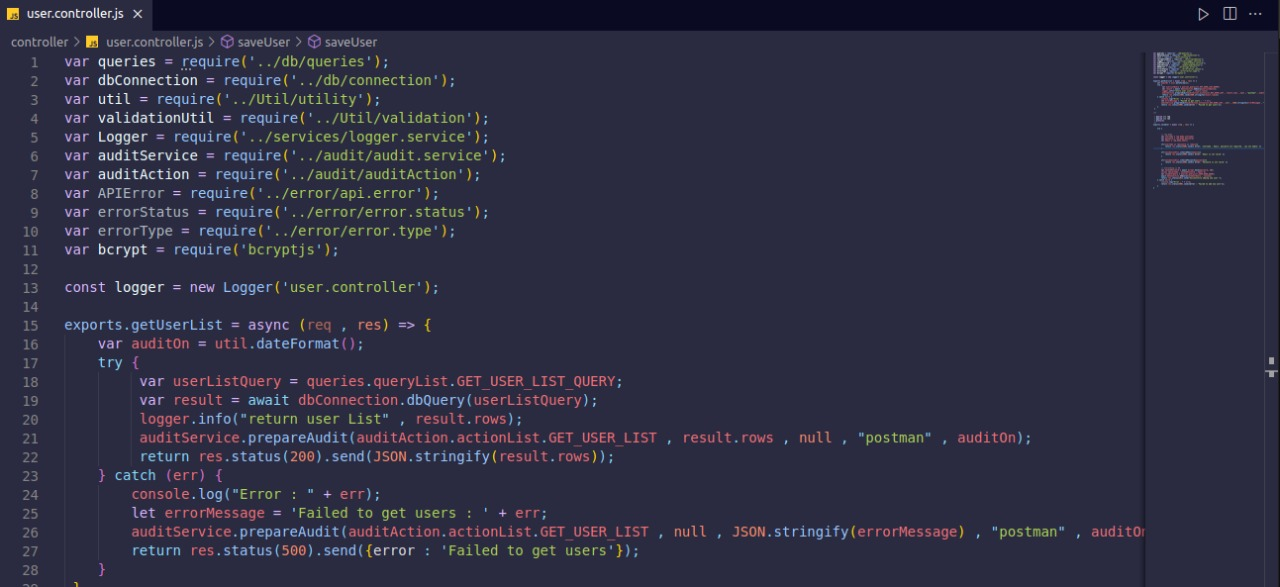 JS user.controller.js ×
controller > JS user.controller.js > saveUser > saveUser
1 var queries = require('../db/queries');
2 var dbConnection = require('../db/connection');
3 var util = require('../Util/utility');
4 var validationUtil = require('../Util/validation');
5 var Logger = require('../services/logger.service');
6 var auditService = require('../audit/audit.service');
7 var auditAction = require('../audit/auditAction');
8 var APIError = require('../error/api.error');
9 var errorStatus = require('../error/error.status');
10 var errorType = require('../error/error.type');
11 var bcrypt = require('bcryptjs');
12
13 const logger = new Logger('user.controller');
14
15 exports.getUserList = async (req , res) => {
16 var auditOn = util.dateFormat();
17 try {
18 var userListQuery = queries.queryList.GET_USER_LIST_QUERY;
19 var result = await dbConnection.dbQuery(userListQuery);
20 logger.info("return user List" , result.rows);
21 auditService.prepareAudit(auditAction.actionList.GET_USER_LIST , result.rows , null , "postman" , auditOn);
22 return res.status(200).send(JSON.stringify(result.rows));
23 } catch (err) {
24 console.log("Error : " + err);
25 let errorMessage = 'Failed to get users : ' + err;
26 auditService.prepareAudit(auditAction.actionList.GET_USER_LIST , null , JSON.stringify(errorMessage) , "postman" , auditOn
27 return res.status(500).send({error : 'Failed to get users'});
28 }
29 }